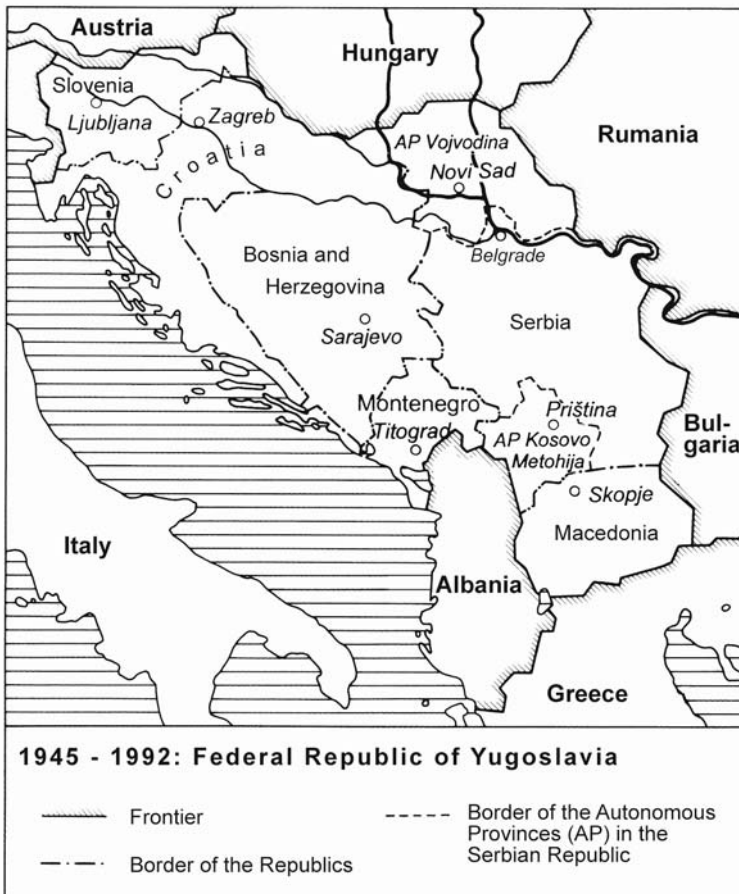 Austria
Hungary
Slovenia
Ljubljana
Zagreb
Croatia
AP Vojvodina
Novi Sad
Rumania
Belgrade
Bosnia and
Herzegovina
Sarajevo
Serbia
Montenegro
Titograd
Priština
AP Kosovo
Metohija
Bul-
garia
Skopje
Macedonia
Italy
Albania
Greece
1945 - 1992: Federal Republic of Yugoslavia
Frontier
Border of the Republics
Border of the Autonomous
Provinces (AP) in the
Serbian Republic